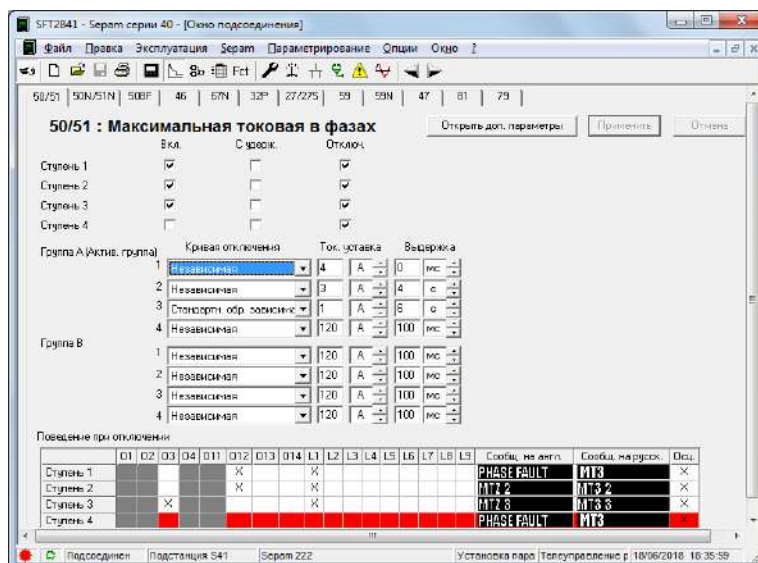 SFT2841 - Sepam серии 40 - [Окно подсоединения]
Файл Правка Эксплуатация Sepam Параметрирование Опции Окно ?
Fct
50/51 50N/51N 50BF 46 67N 32P 27/27S 59 59N 47 81 79
50/51 : Максимальная токовая в фазах Открыть доп. параметры Применить Отмена
Вкл. С удерж. Отключ.
Ступень 1
Ступень 2
Ступень 3
Ступень 4
Группа A (Актив. группа) Кривая отключения Ток. уставка Выдержка
1 Независимая 4 A 0 мс
2 Независимая 3 A 4 с
3 Стандартн. обр. зависима 1 A 6 с
4 Независимая 120 A 100 мс
Группа B
1 Независимая 120 A 100 мс
2 Независимая 120 A 100 мс
3 Независимая 120 A 100 мс
4 Независимая 120 A 100 мс
Поведение при отключении
O1 O2 O3 O4 O11 O12 O13 O14 L1 L2 L3 L4 L5 L6 L7 L8 L9 Сообщ. на англ. Сообщ. на русск. Осц.
Ступень 1 X X PHASE FAULT МТЗ X
Ступень 2 X X MTZ 2 МТЗ 2 X
Ступень 3 X X MTZ 3 МТЗ 3 X
Ступень 4 PHASE FAULT МТЗ X
Подсоединен Подстанция S41 Sepam 222 Установка пара Телеуправление р 18/06/2018 18:35:59